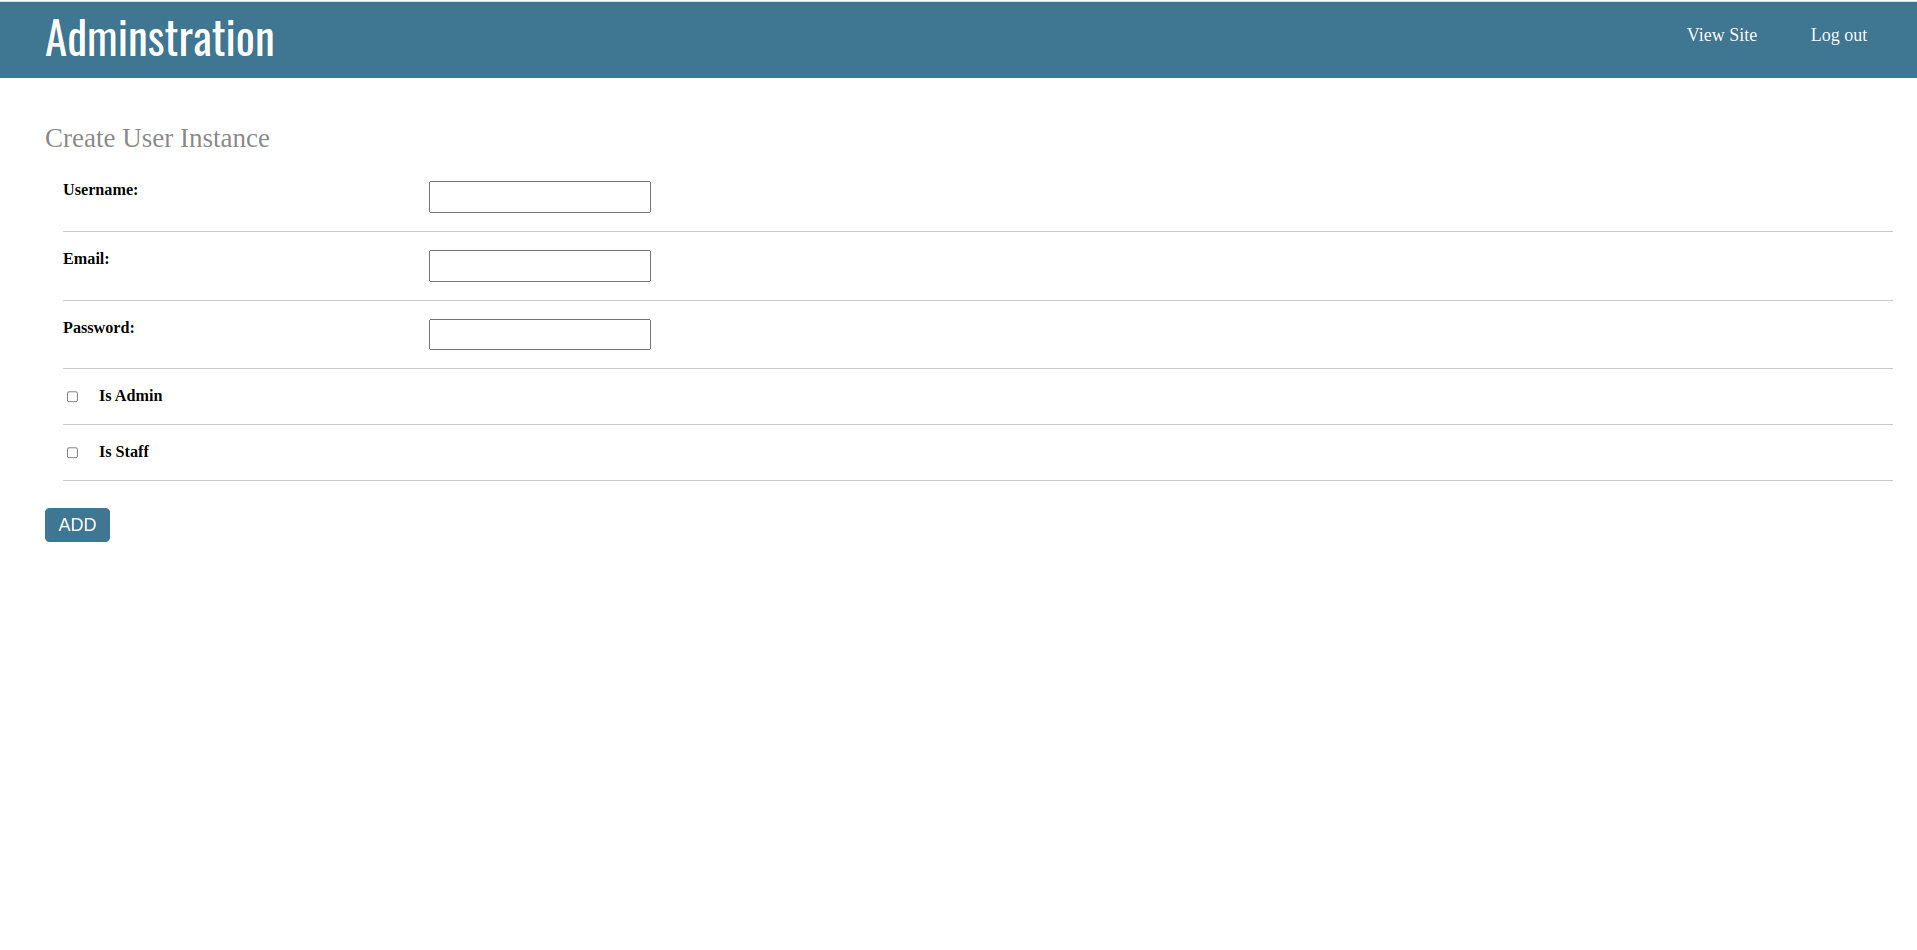 Adminstration
View Site
Log out
Create User Instance
Username:
Email:
Password:
Is Admin
Is Staff
ADD